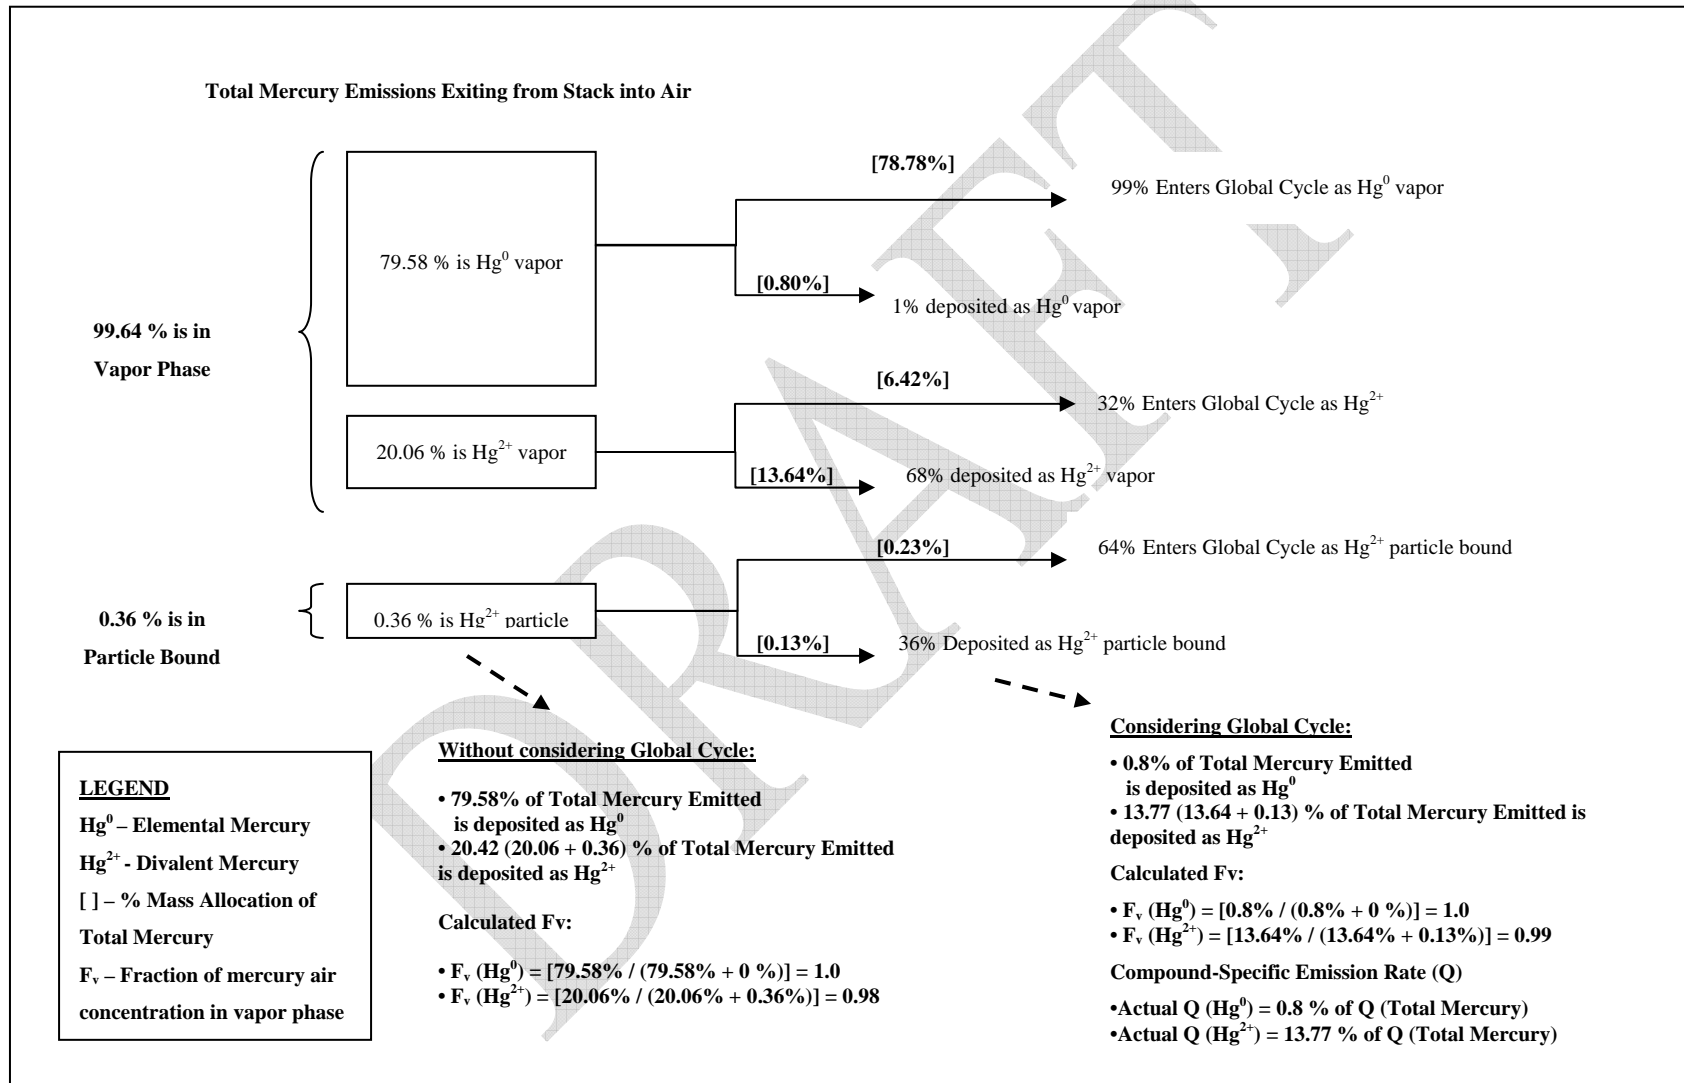 Total Mercury Emissions Exiting from Stack into Air
99.64 % is in
Vapor Phase
79.58 % is Hg⁰ vapor
[78.78%]
99% Enters Global Cycle as Hg⁰ vapor
[0.80%]
1% deposited as Hg⁰ vapor
20.06 % is Hg²⁺ vapor
[6.42%]
32% Enters Global Cycle as Hg²⁺
[13.64%]
68% deposited as Hg²⁺ vapor
0.36 % is in
Particle Bound
0.36 % is Hg²⁺ particle
[0.23%]
64% Enters Global Cycle as Hg²⁺ particle bound
[0.13%]
36% Deposited as Hg²⁺ particle bound
LEGEND
Hg⁰ – Elemental Mercury
Hg²⁺ - Divalent Mercury
[ ] – % Mass Allocation of
Total Mercury
Fᵥ – Fraction of mercury air
concentration in vapor phase
Without considering Global Cycle:
• 79.58% of Total Mercury Emitted
is deposited as Hg⁰
• 20.42 (20.06 + 0.36) % of Total Mercury Emitted
is deposited as Hg²⁺
Calculated Fv:
• Fᵥ (Hg⁰) = [79.58% / (79.58% + 0 %)] = 1.0
• Fᵥ (Hg²⁺) = [20.06% / (20.06% + 0.36%)] = 0.98
Considering Global Cycle:
• 0.8% of Total Mercury Emitted
is deposited as Hg⁰
• 13.77 (13.64 + 0.13) % of Total Mercury Emitted is
deposited as Hg²⁺
Calculated Fv:
• Fᵥ (Hg⁰) = [0.8% / (0.8% + 0 %)] = 1.0
• Fᵥ (Hg²⁺) = [13.64% / (13.64% + 0.13%)] = 0.99
Compound-Specific Emission Rate (Q)
•Actual Q (Hg⁰) = 0.8 % of Q (Total Mercury)
•Actual Q (Hg²⁺) = 13.77 % of Q (Total Mercury)
DRAFT